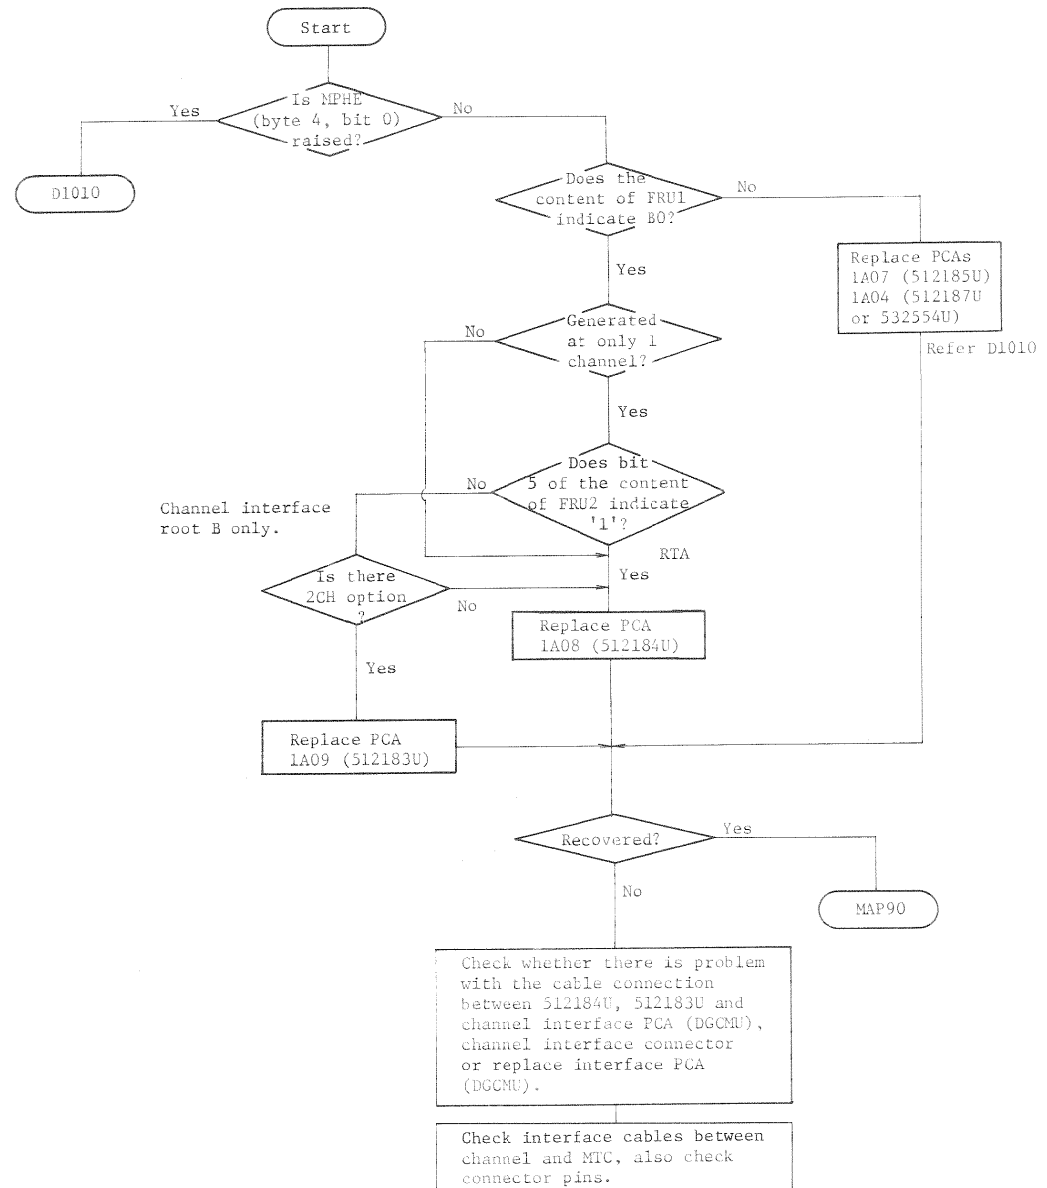 Start
Is MPHE
(byte 4, bit 0)
raised?
Yes
No
D1010
Does the
content of FRU1
indicate B0?
No
Yes
Replace PCAs
1A07 (512185U)
1A04 (512187U
or 532554U)
Refer D1010
Generated
at only 1
channel?
No
Yes
Does bit
5 of the content
of FRU2 indicate
'1'?
No
Channel interface
root B only.
RTA
Yes
Is there
2CH option
?
No
Yes
Replace PCA
1A08 (512184U)
Replace PCA
1A09 (512183U)
Recovered?
Yes
No
MAP90
Check whether there is problem
with the cable connection
between 512184U, 512183U and
channel interface PCA (DGCMU),
channel interface connector
or replace interface PCA
(DGCMU).
Check interface cables between
channel and MTC, also check
connector pins.